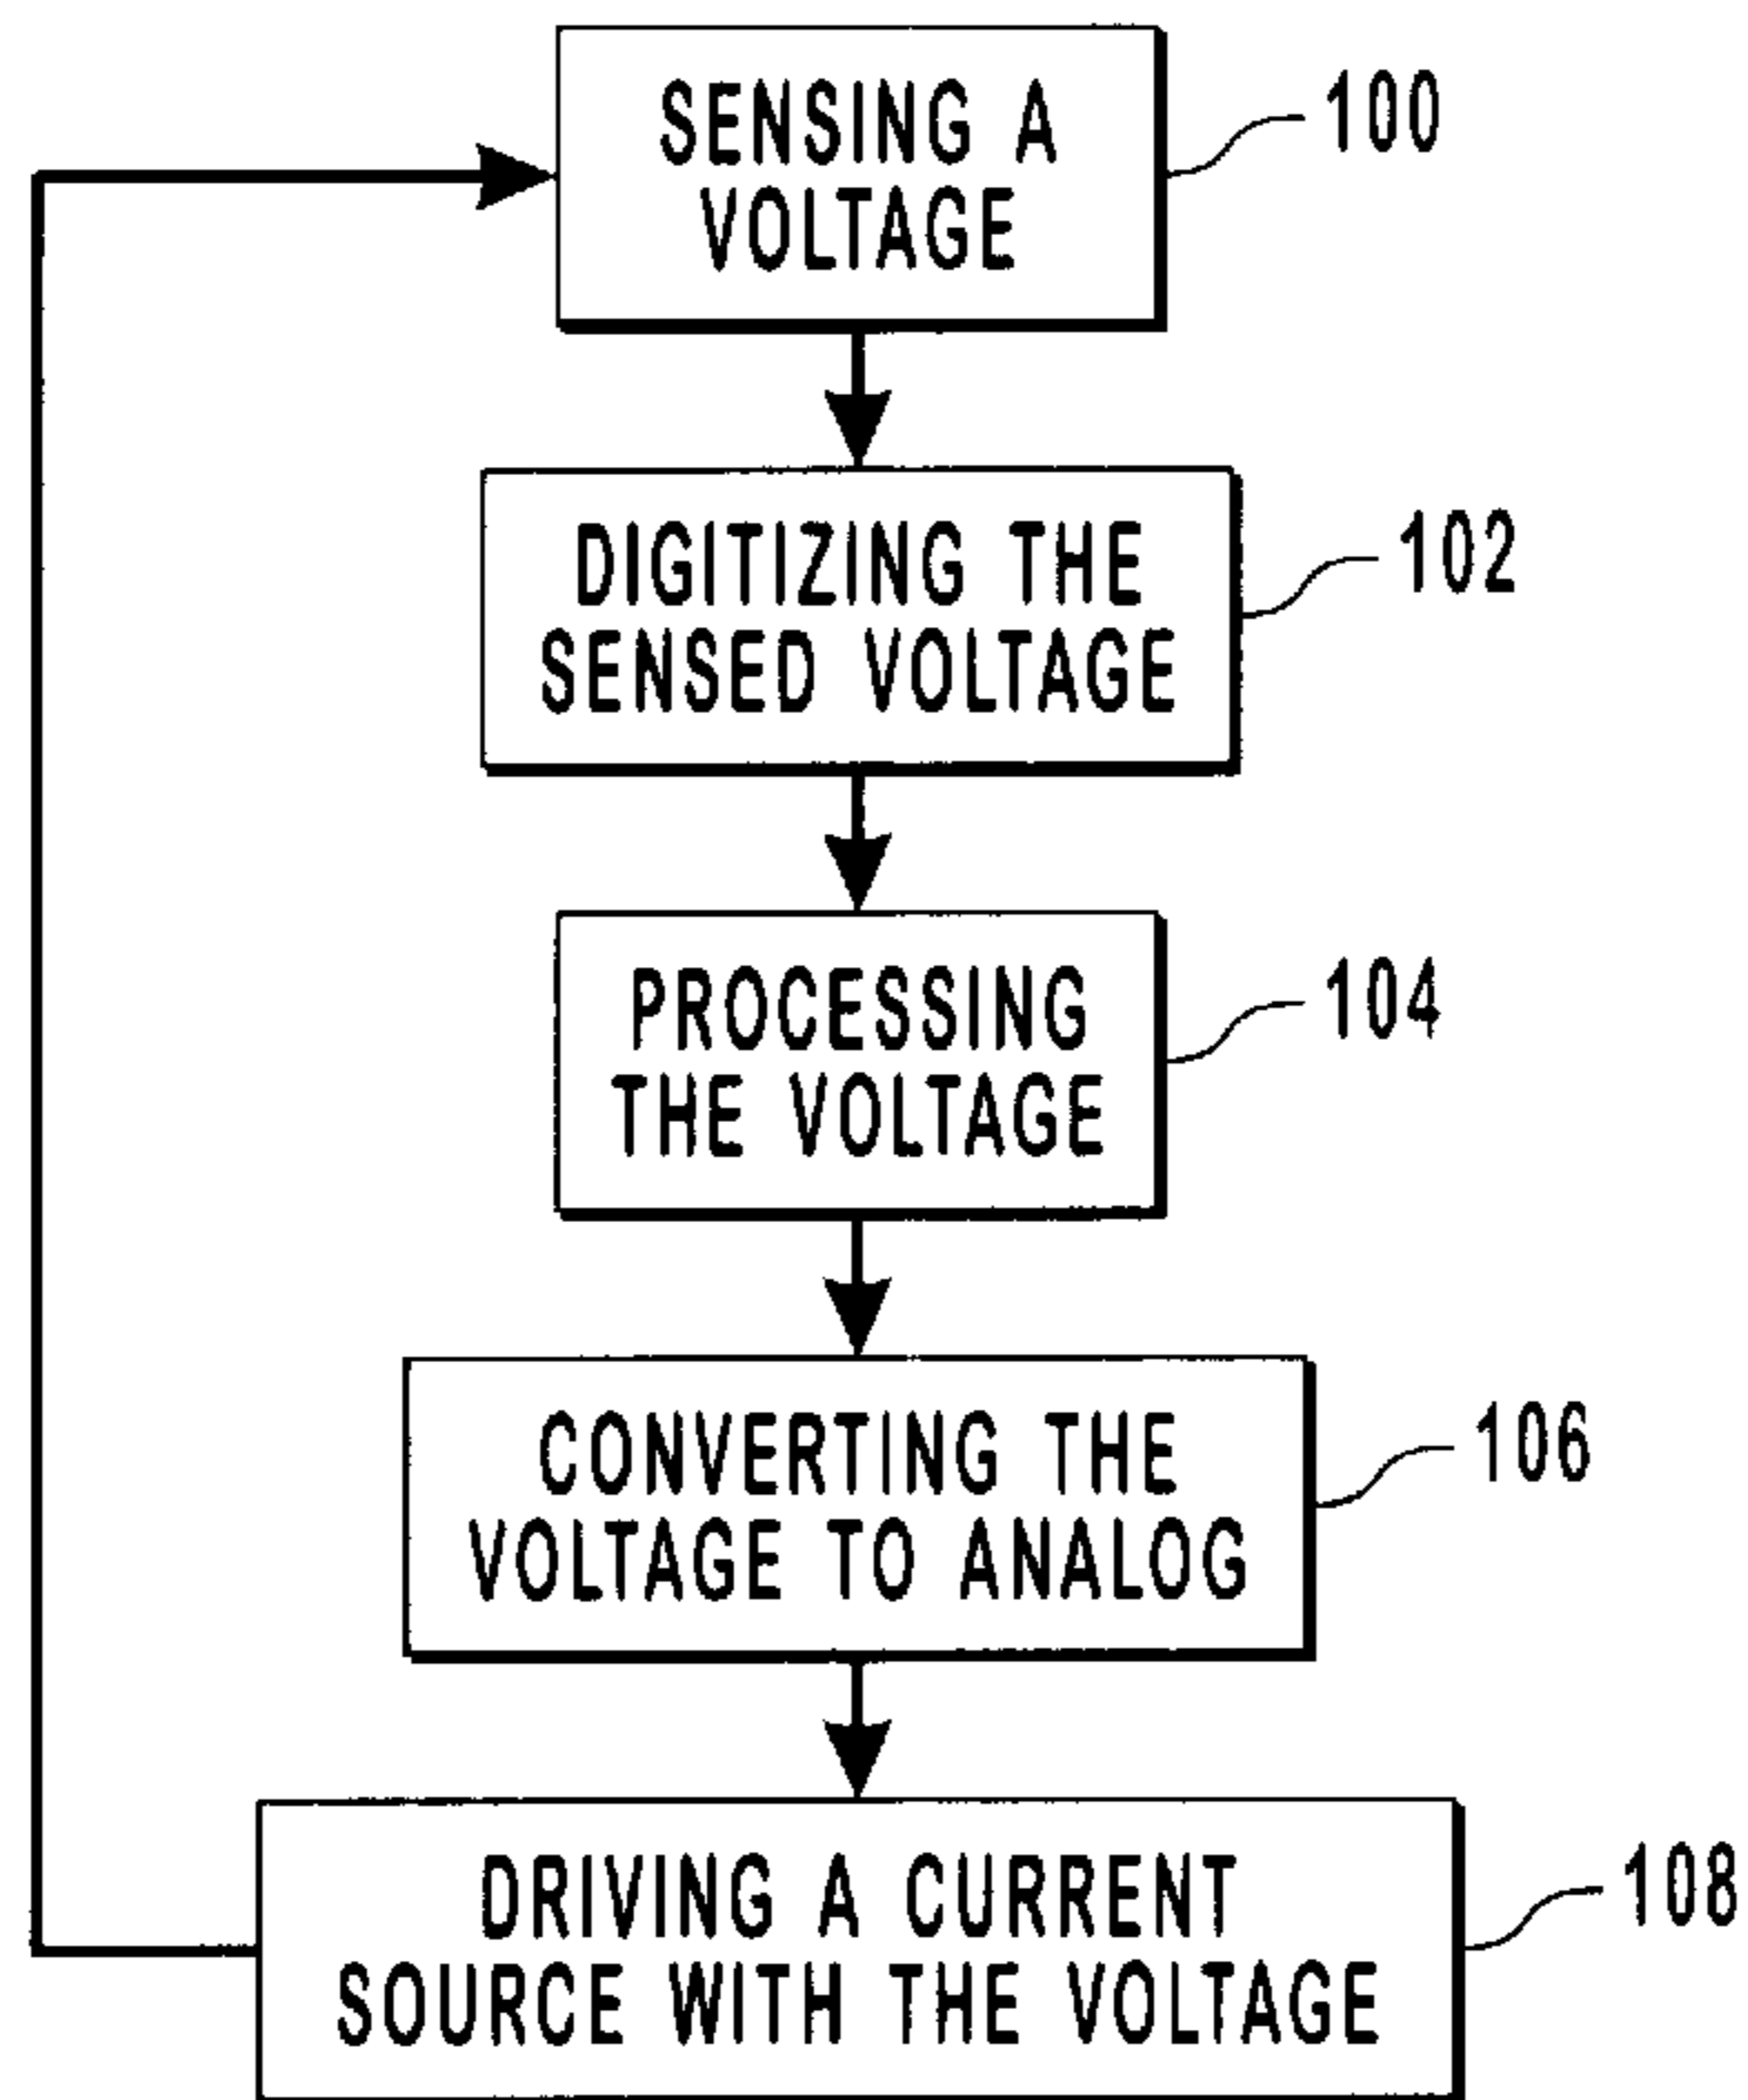 SENSING A
VOLTAGE
100
DIGITIZING THE
SENSED VOLTAGE
102
PROCESSING
THE VOLTAGE
104
CONVERTING THE
VOLTAGE TO ANALOG
106
DRIVING A CURRENT
SOURCE WITH THE VOLTAGE
108